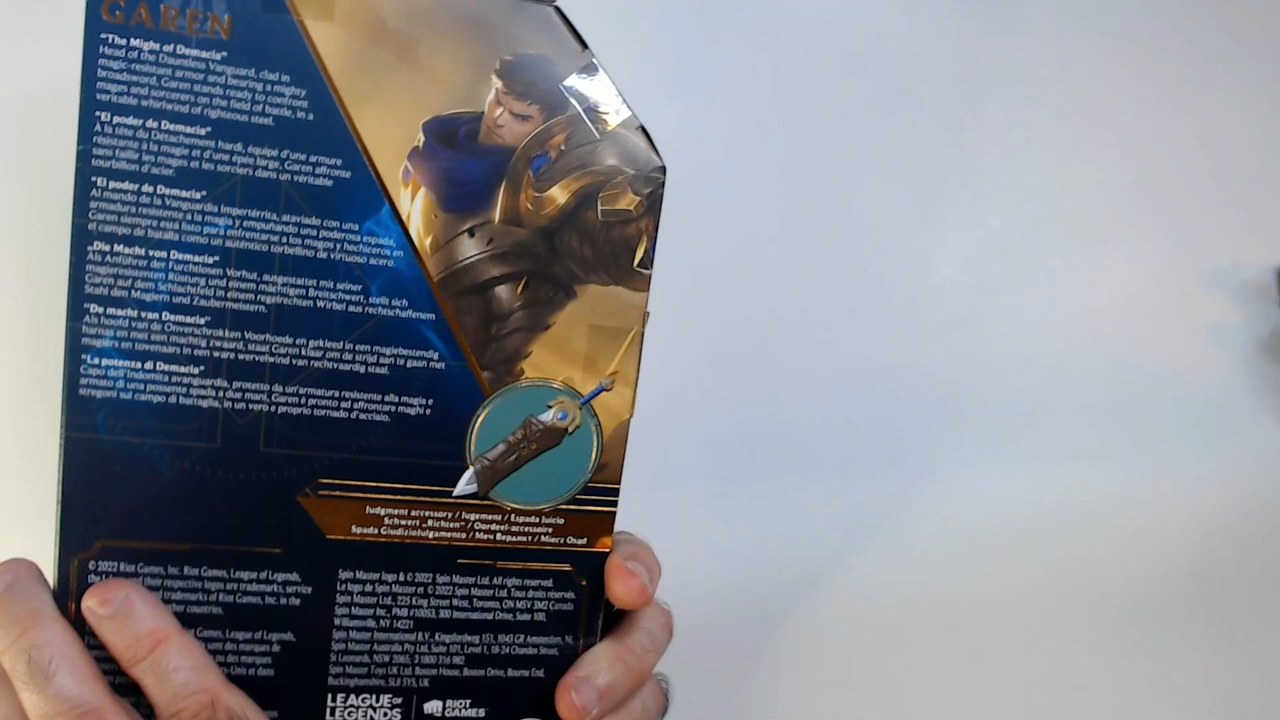 GAREN
"The Might of Demacia"
Head of the Dauntless Vanguard, clad in
magic-resistant armor and bearing a mighty
broadsword, Garen stands ready to confront
mages and sorcerers on the field of battle, in a
veritable whirlwind of righteous steel.
"El poder de Demacia"
À la tête du Détachement hardi, équipé d'une armure
résistante à la magie et d'une épée large, Garen affronte
sans faillir les mages et les sorciers dans un véritable
tourbillon d'acier.
"El poder de Demacia"
Al mando de la Vanguardia Impertérrita, ataviado con una
armadura resistente a la magia y empuñando una poderosa espada,
Garen siempre está listo para enfrentarse a los magos y hechiceros en
el campo de batalla como un auténtico torbellino de virtuoso acero.
„Die Macht von Demacia"
Als Anführer der Furchtlosen Vorhut, ausgestattet mit seiner
magieresistenten Rüstung und einem mächtigen Breitschwert, stellt sich
Garen auf dem Schlachtfeld in einem regelrechten Wirbel aus rechtschaffenem
Stahl den Magiern und Zaubermeistern.
"De macht van Demacia"
Als hoofd van de Onverschrokken Voorhoede en gekleed in een magiebestendig
harnas en met een machtig zwaard, staat Garen klaar om de strijd aan te gaan met
magiërs en tovenaars in een ware wervelwind van rechtvaardig staal.
"La potenza di Demacia"
Capo dell'Indomita avanguardia, protetto da un'armatura resistente alla magia e
armato di una possente spada a due mani, Garen è pronto ad affrontare maghi e
stregoni sul campo di battaglia, in un vero e proprio tornado d'acciaio.
Judgment accessory / Jugement / Espada Juicio
Schwert „Richten" / Oordeel-accessoire
Spada Giudiziofulgamento / Меч Вердикт / Miecz Osąd
© 2022 Riot Games, Inc. Riot Games, League of Legends,
the and their respective logos are trademarks, service
d trademarks of Riot Games, Inc. in the
ther countries.
Games, League of Legends,
sont des marques de
ou des marques
rs-Unis et dans
Spin Master logo & © 2022 Spin Master Ltd. All rights reserved.
Le logo de Spin Master et © 2022 Spin Master Ltd. Tous droits réservés.
Spin Master Ltd., 225 King Street West, Toronto, ON M5V 3M2 Canada
Spin Master Inc., PMB #10053, 300 International Drive, Suite 100,
Williamsville, NY 14221
Spin Master International B.V., Kingsfordweg 151, 1043 GR Amsterdam, NL
Spin Master Australia Pty Ltd, Suite 101, Level 1, 18-24 Chandos Street,
St Leonards, NSW 2065; 1800 316 982
Spin Master Toys UK Ltd. Boston House, Boston Drive, Bourne End,
Buckinghamshire, SL8 5YS, UK
LEAGUE OF
LEGENDS
RIOT
GAMES